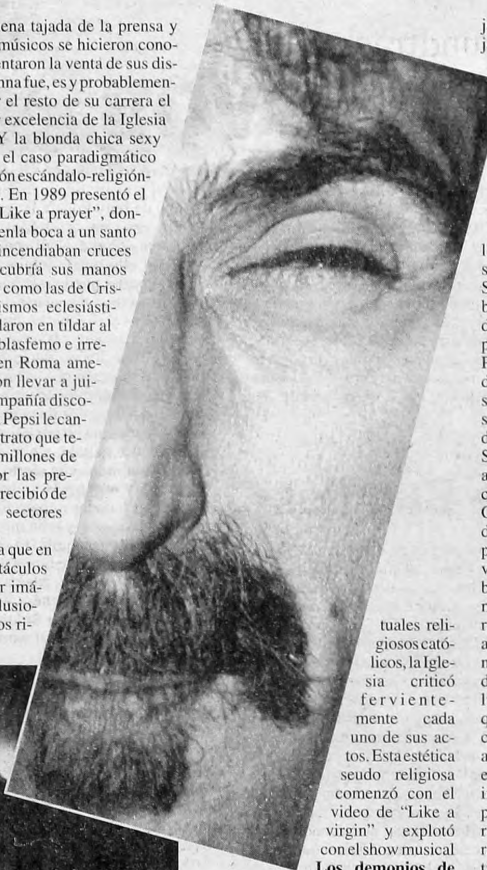 ena tajada de la prensa y
músicos se hicieron cono-
entaron la venta de sus dis-
nna fue, es y probablemen-
el resto de su carrera el
excelencia de la Iglesia
Y la blonda chica sexy
el caso paradigmático
ón escándalo-religión-
. En 1989 presentó el
Like a prayer", don-
enla boca a un santo
incendiaban cruces
cubría sus manos
como las de Cris-
ismos eclesiásti-
laron en tildar al
blasfemo e irre-
en Roma ame-
on llevar a jui-
mpañía disco-
Pepsi le can-
trato que te-
millones de
or las pre-
recibió de
sectores
a que en
táculos
r imá-
lusio-
os ri-
tuales reli-
giosos cató-
licos, la Igle-
sia criticó
ferviente-
mente cada
uno de sus ac-
tos. Esta estética
seudo religiosa
comenzó con el
video de "Like a
virgin" y explotó
con el show musical
Los demonios de